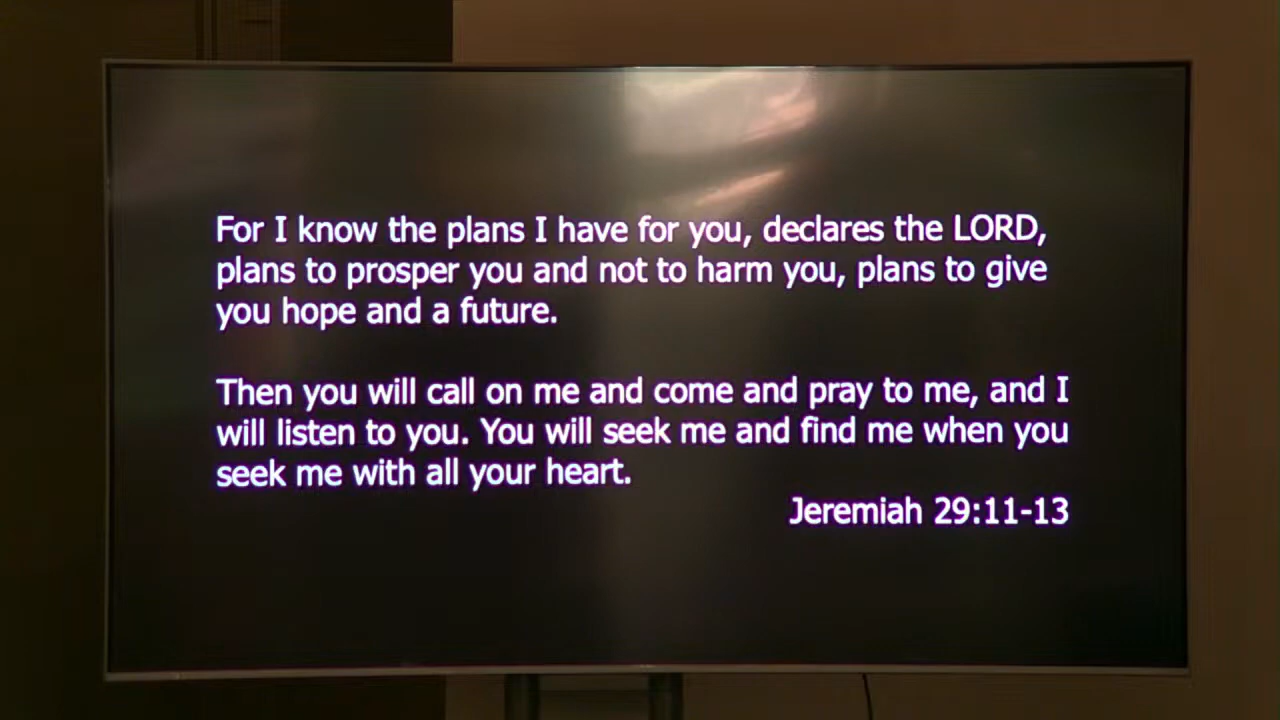 For I know the plans I have for you, declares the LORD,
plans to prosper you and not to harm you, plans to give
you hope and a future.
Then you will call on me and come and pray to me, and I
will listen to you. You will seek me and find me when you
seek me with all your heart.
Jeremiah 29:11-13